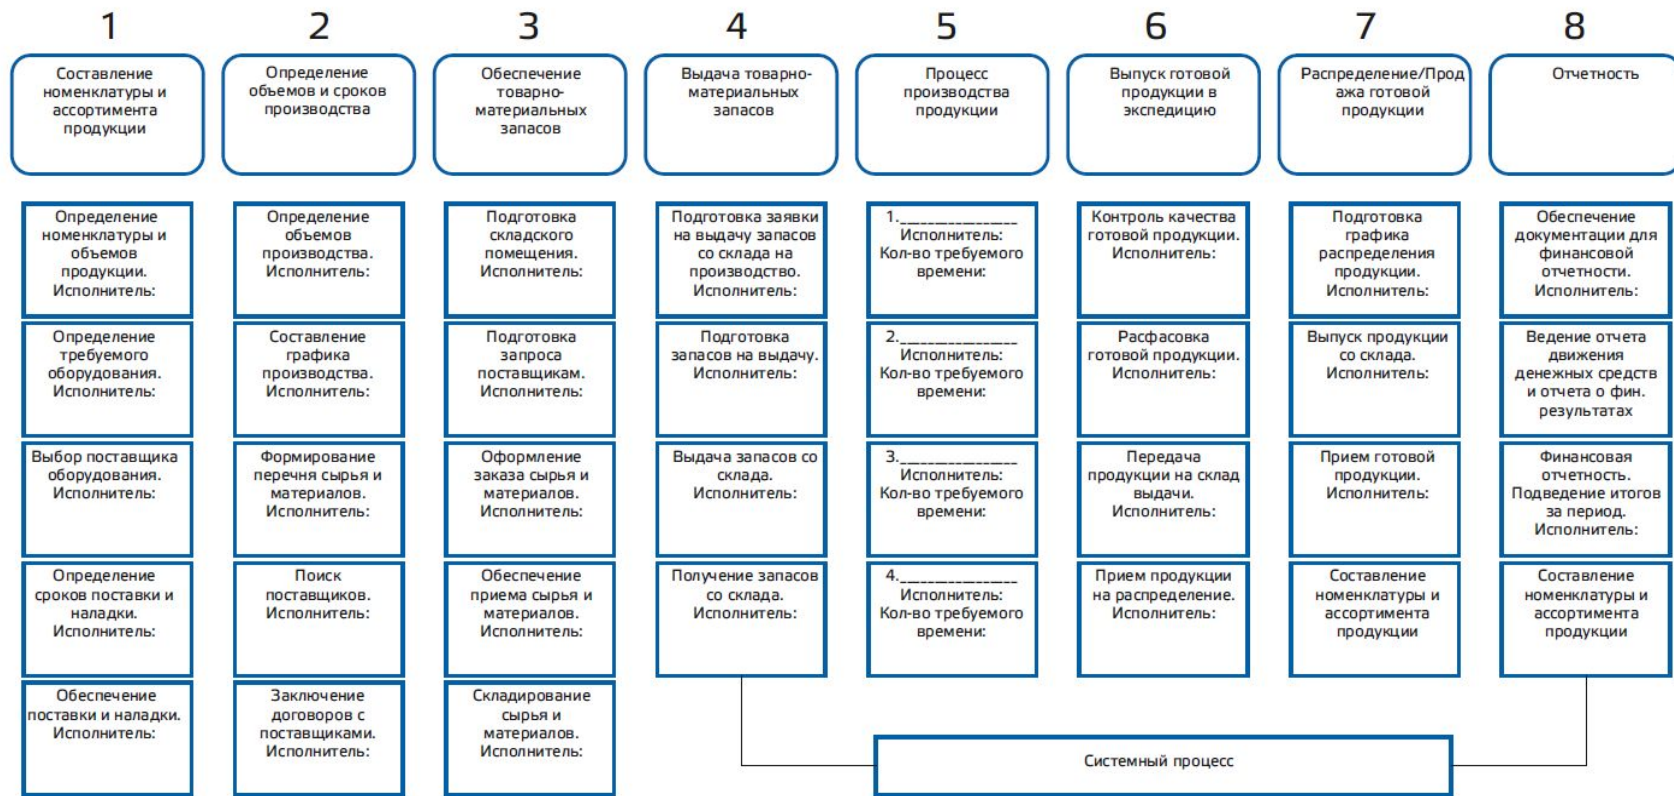 1
2
3
4
5
6
7
8
Составление
номенклатуры и
ассортимента
продукции
Определение
объемов и сроков
производства
Обеспечение
товарно-
материальных
запасов
Выдача товарно-
материальных
запасов
Процесс
производства
продукции
Выпуск готовой
продукции в
экспедицию
Распределение/Прод
ажа готовой
продукции
Отчетность
Определение
номенклатуры и
объемов
продукции.
Исполнитель:
Определение
объемов
производства.
Исполнитель:
Подготовка
складского
помещения.
Исполнитель:
Подготовка заявки
на выдачу запасов
со склада на
производство.
Исполнитель:
1.________________
Исполнитель:
Кол-во требуемого
времени:
Контроль качества
готовой продукции.
Исполнитель:
Подготовка
графика
распределения
продукции.
Исполнитель:
Обеспечение
документации для
финансовой
отчетности.
Исполнитель:
Определение
требуемого
оборудования.
Исполнитель:
Составление
графика
производства.
Исполнитель:
Подготовка
запроса
поставщикам.
Исполнитель:
Подготовка
запасов на выдачу.
Исполнитель:
2.________________
Исполнитель:
Кол-во требуемого
времени:
Расфасовка
готовой продукции.
Исполнитель:
Выпуск продукции
со склада.
Исполнитель:
Ведение отчета
движения
денежных средств
и отчета о фин.
результатах
Выбор поставщика
оборудования.
Исполнитель:
Формирование
перечня сырья и
материалов.
Исполнитель:
Оформление
заказа сырья и
материалов.
Исполнитель:
Выдача запасов со
склада.
Исполнитель:
3.________________
Исполнитель:
Кол-во требуемого
времени:
Передача
продукции на склад
выдачи.
Исполнитель:
Прием готовой
продукции.
Исполнитель:
Финансовая
отчетность.
Подведение итогов
за период.
Исполнитель:
Определение
сроков поставки и
наладки.
Исполнитель:
Поиск
поставщиков.
Исполнитель:
Обеспечение
приема сырья и
материалов.
Исполнитель:
Получение запасов
со склада.
Исполнитель:
4.________________
Исполнитель:
Кол-во требуемого
времени:
Прием продукции
на распределение.
Исполнитель:
Составление
номенклатуры и
ассортимента
продукции
Составление
номенклатуры и
ассортимента
продукции
Обеспечение
поставки и наладки.
Исполнитель:
Заключение
договоров с
поставщиками.
Исполнитель:
Складирование
сырья и
материалов.
Исполнитель:
Системный процесс